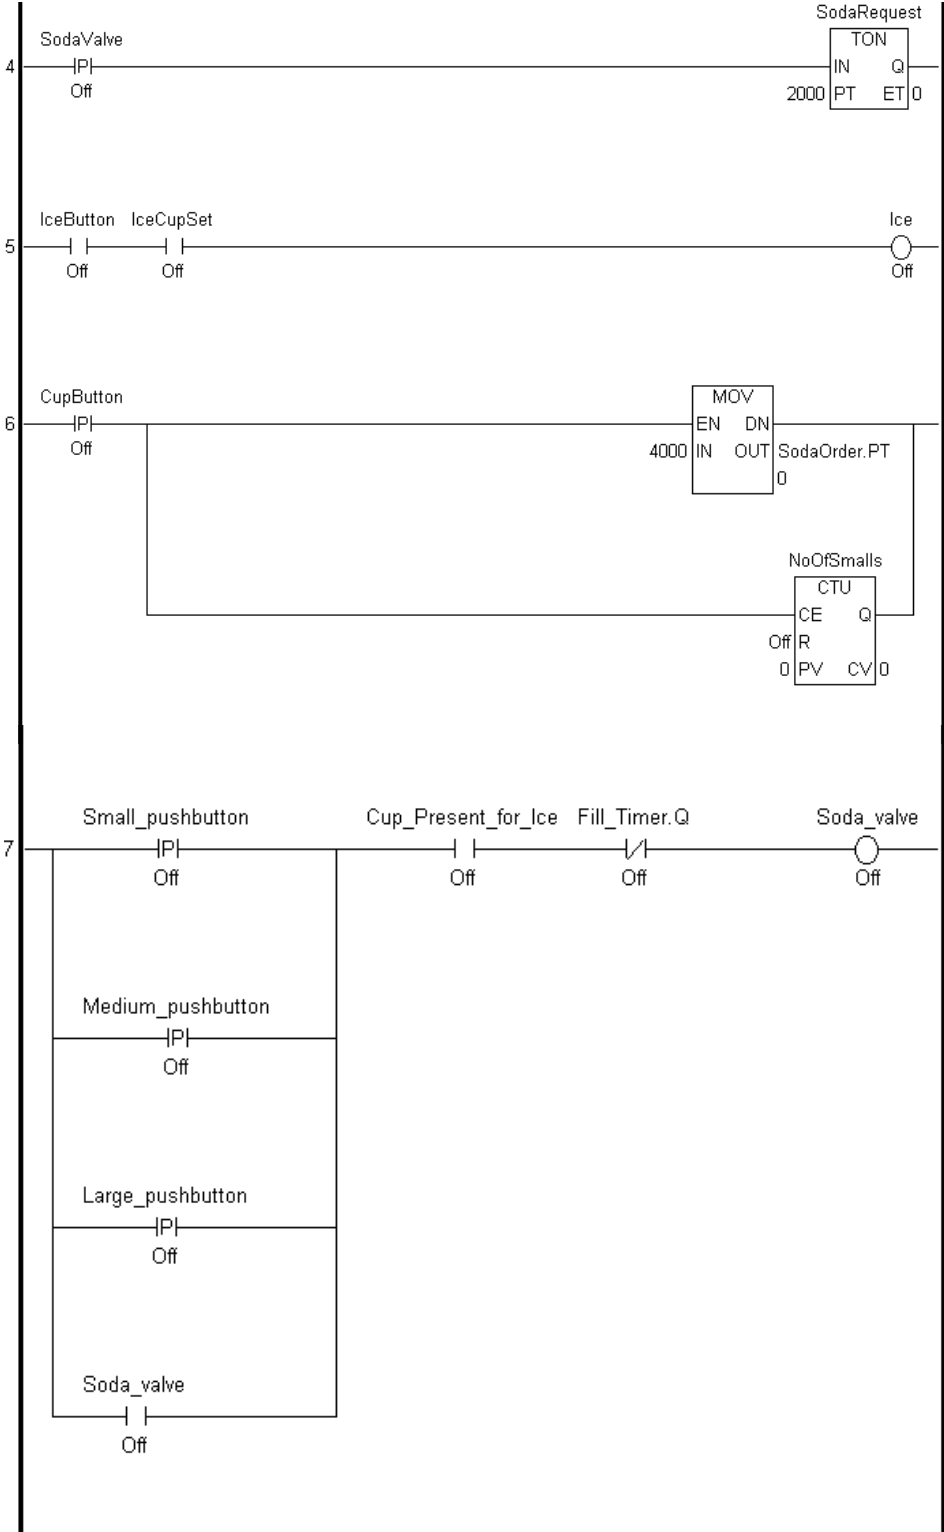 SodaRequest
SodaValve TON
4 P IN Q
Off 2000 PT ET 0
IceButton IceCupSet Ice
5
Off Off Off
CupButton MOV
6 P EN DN
Off 4000 IN OUT SodaOrder.PT
0
NoOfSmalls
CTU
CE Q
Off R
0 PV CV 0
Small_pushbutton Cup_Present_for_Ice Fill_Timer.Q Soda_valve
7 P
Off Off Off Off
Medium_pushbutton
P
Off
Large_pushbutton
P
Off
Soda_valve
Off